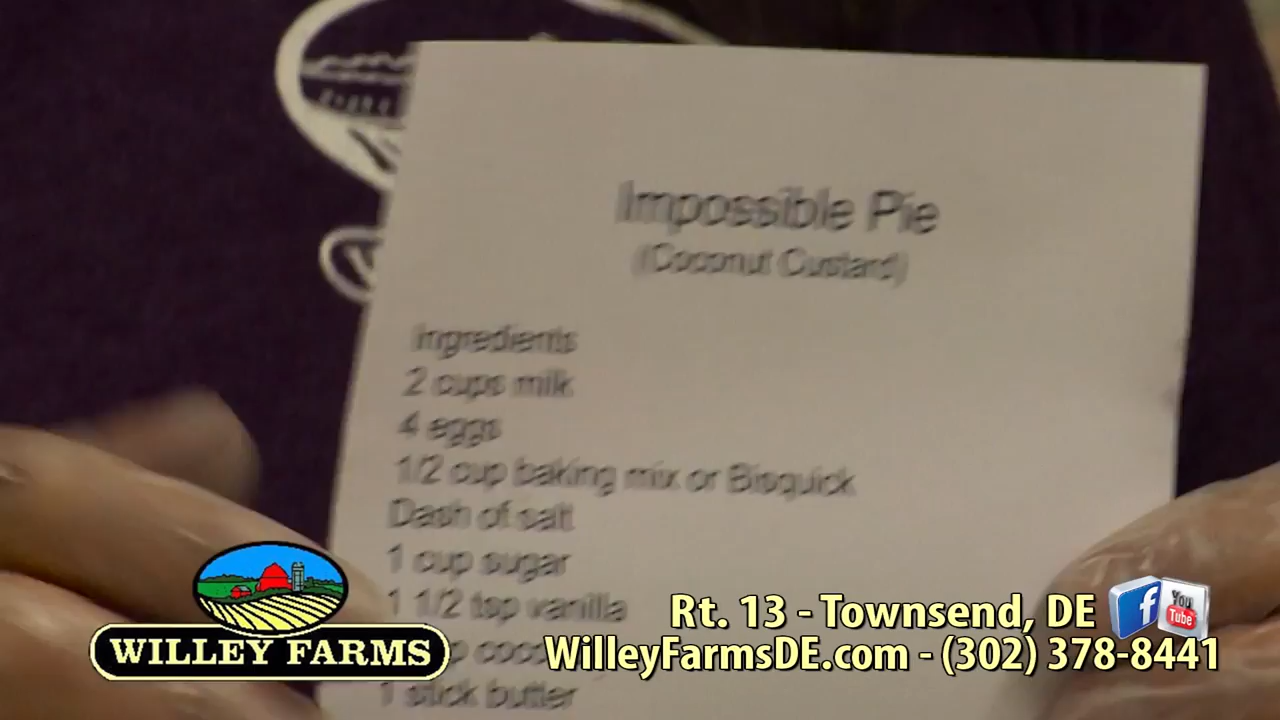 Impossible Pie
(Coconut Custard)
Ingredients
2 cups milk
4 eggs
1/2 cup baking mix or Bisquick
Dash of salt
1 cup sugar
1 1/2 tsp vanilla
1 stick butter
WILLEY FARMS
Rt. 13 - Townsend, DE
f
You Tube
WilleyFarmsDE.com - (302) 378-8441